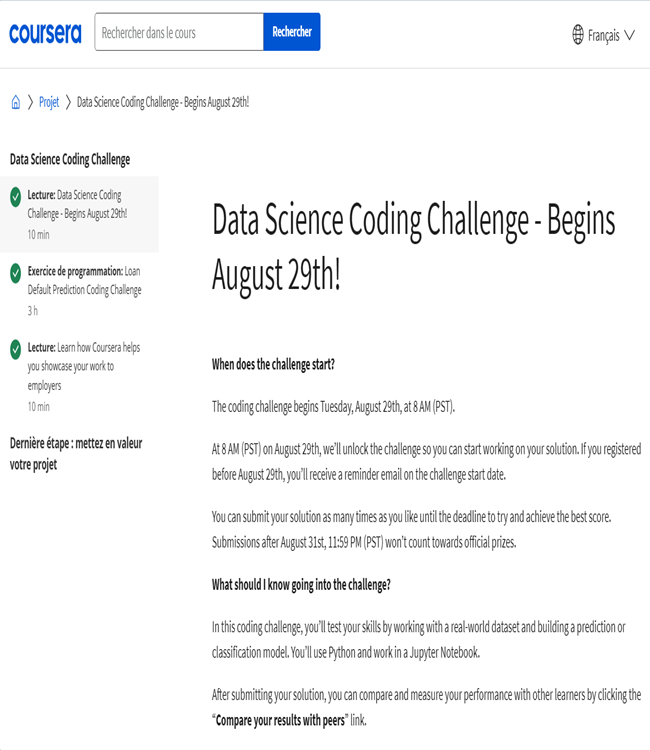 coursera
Rechercher dans le cours
Rechercher
Français
Projet
Data Science Coding Challenge - Begins August 29th!
Data Science Coding Challenge
Lecture: Data Science Coding
Challenge - Begins August 29th!
10 min
Exercice de programmation: Loan
Default Prediction Coding Challenge
3 h
Lecture: Learn how Coursera helps
you showcase your work to
employers
10 min
Dernière étape : mettez en valeur
votre projet
Data Science Coding Challenge - Begins
August 29th!
When does the challenge start?
The coding challenge begins Tuesday, August 29th, at 8 AM (PST).
At 8 AM (PST) on August 29th, we'll unlock the challenge so you can start working on your solution. If you registered
before August 29th, you'll receive a reminder email on the challenge start date.
You can submit your solution as many times as you like until the deadline to try and achieve the best score.
Submissions after August 31st, 11:59 PM (PST) won't count towards official prizes.
What should I know going into the challenge?
In this coding challenge, you'll test your skills by working with a real-world dataset and building a prediction or
classification model. You'll use Python and work in a Jupyter Notebook.
After submitting your solution, you can compare and measure your performance with other learners by clicking the
“Compare your results with peers” link.